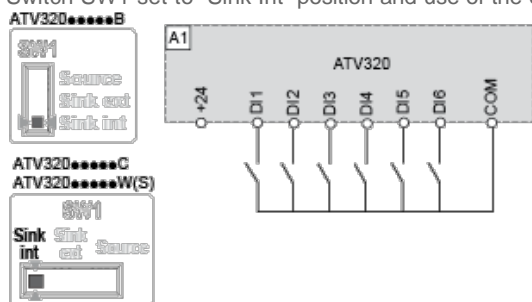 Switch SW1 set to "Sink Int" position and use of the
ATV320●●●●●B
SW1
Source
Sink ext
Sink int
A1
ATV320
+24
DI1
DI2
DI3
DI4
DI5
DI6
COM
ATV320●●●●●C
ATV320●●●●●W(S)
SW1
Sink int
Sink ext
Source